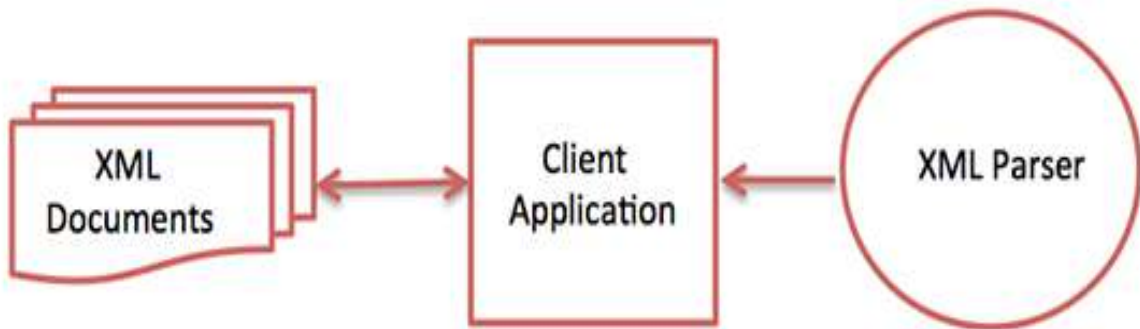 XML
Documents
Client
Application
XML Parser